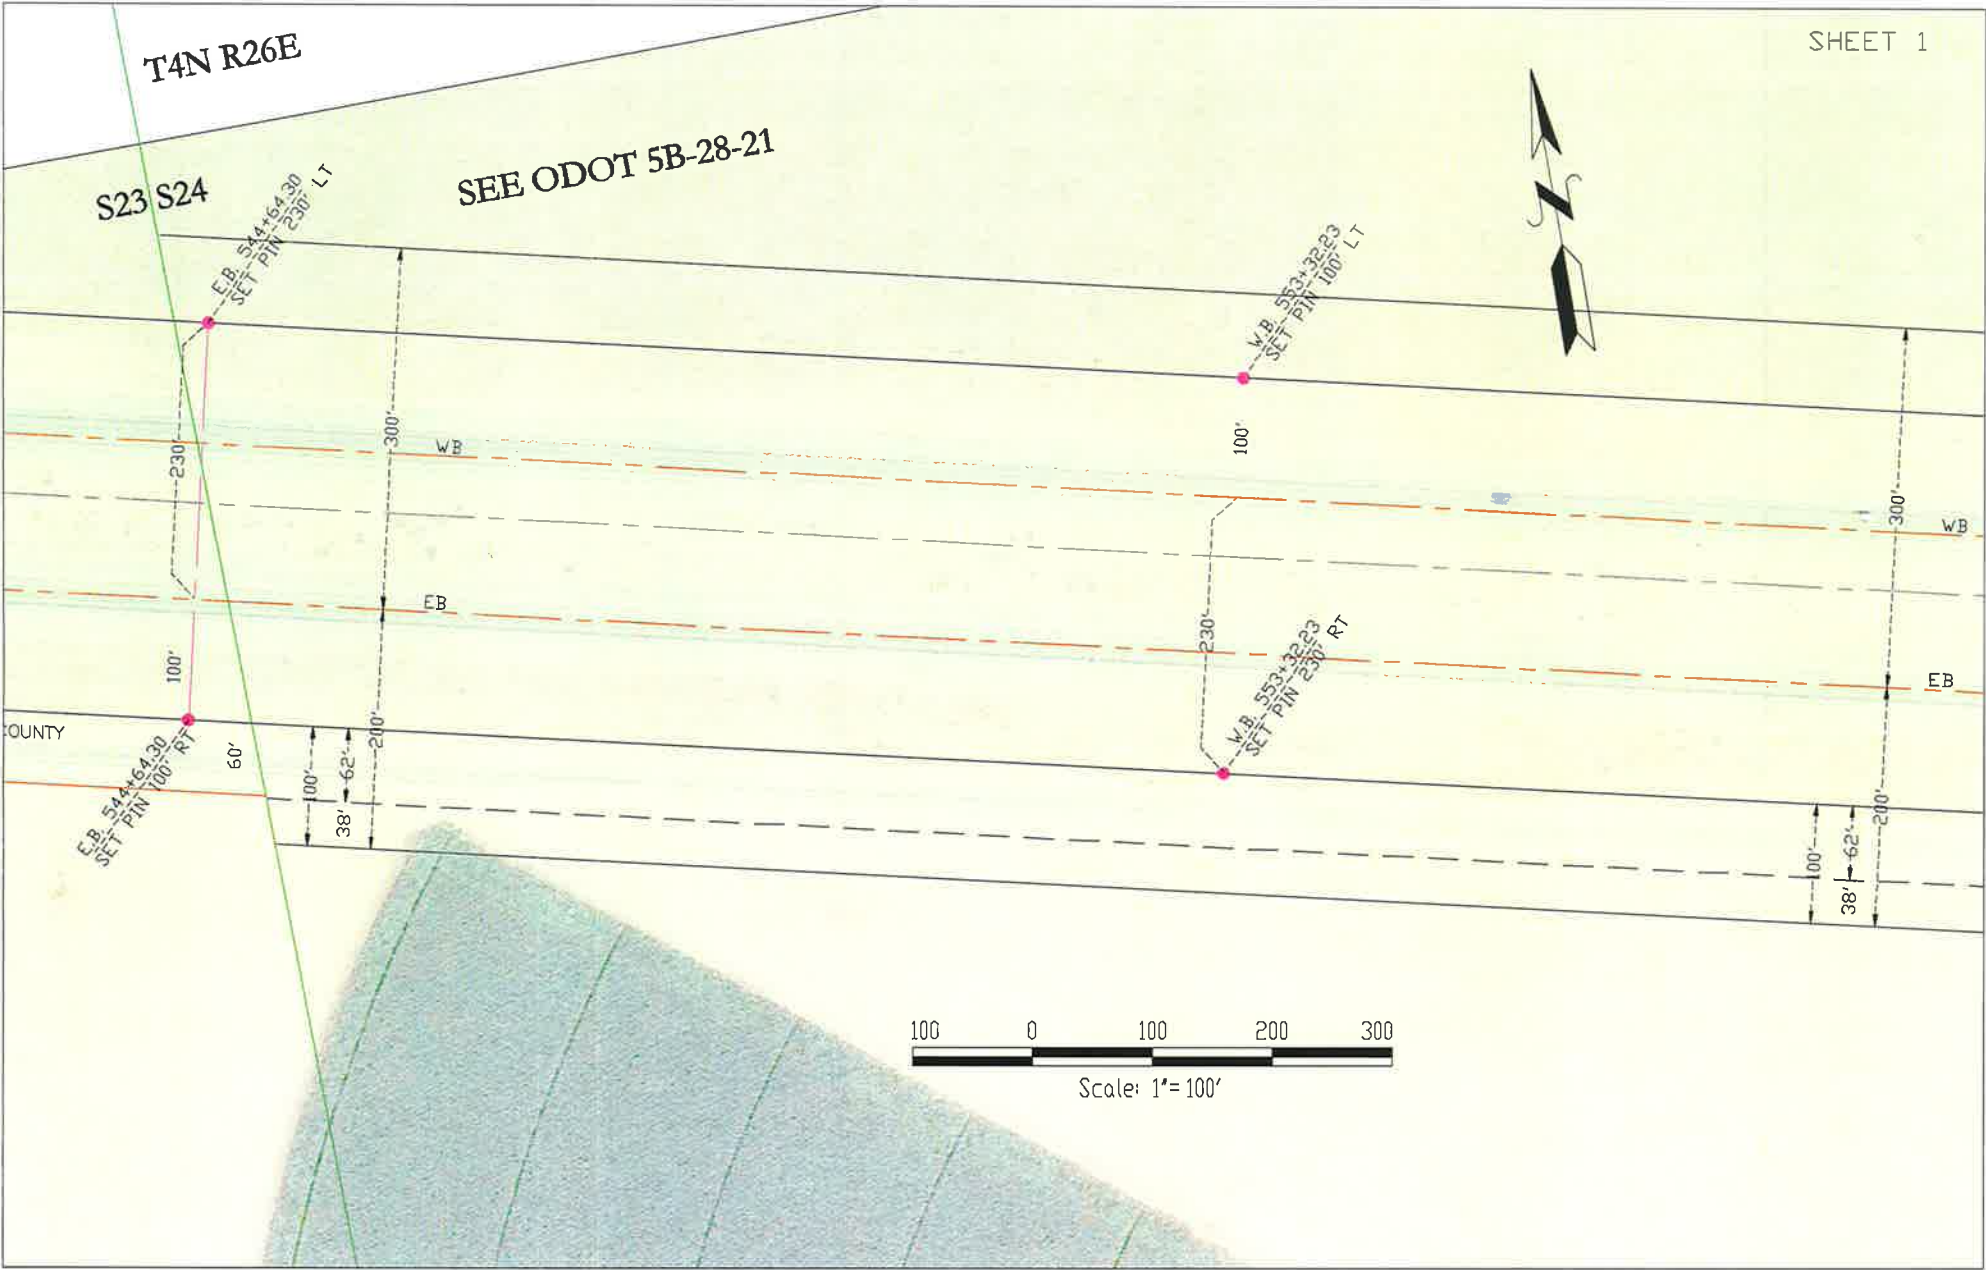 SHEET 1
T4N R26E
SEE ODOT 5B-28-21
S23 S24
E.B. 544+64.30
SET PIN 230' LT
W.B. 553+32.23
SET PIN 100' LT
N
230'
300'
WB
100'
300'
WB
EB
230'
W.B. 553+32.23
SET PIN 230' RT
EB
100'
COUNTY
60'
E.B. 544+64.30
SET PIN 100' RT
100'
62'
38'
200'
100'
62'
38'
200'
100 0 100 200 300
Scale: 1"=100'